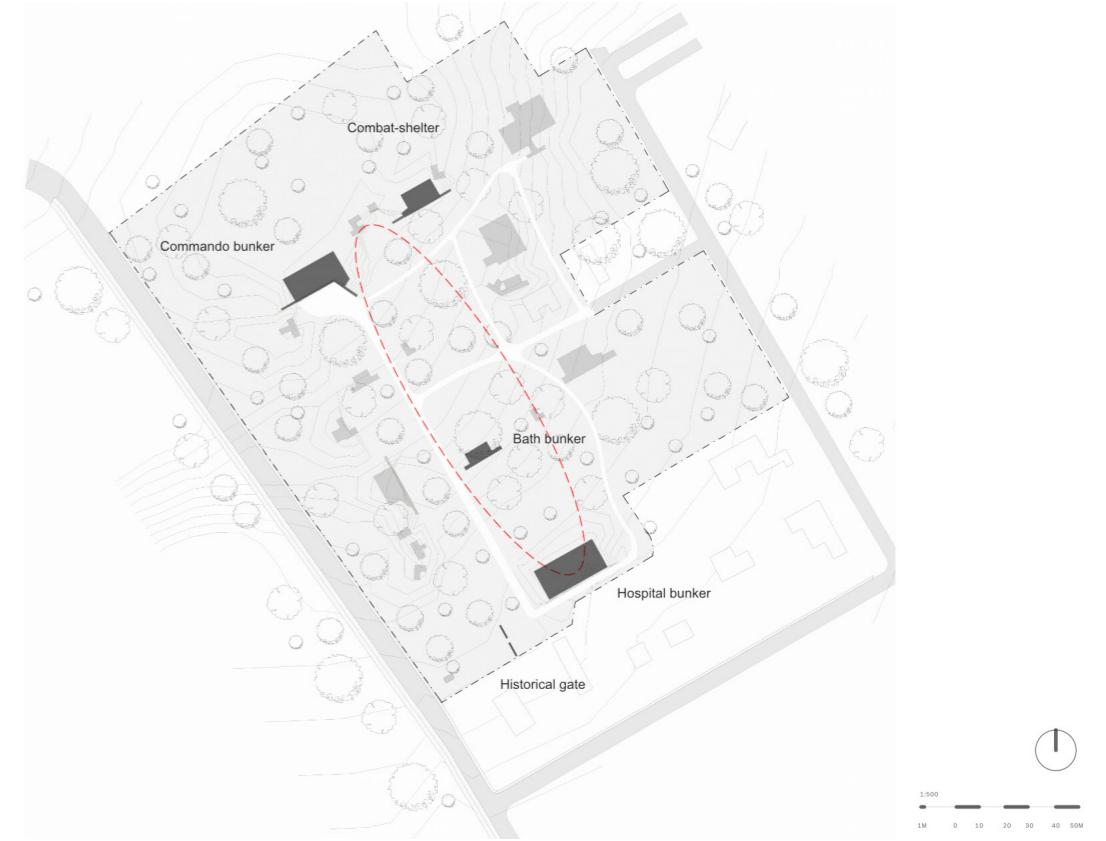 Combat-shelter
Commando bunker
Bath bunker
Hospital bunker
Historical gate
1:500
1M 0 10 20 30 40 50M